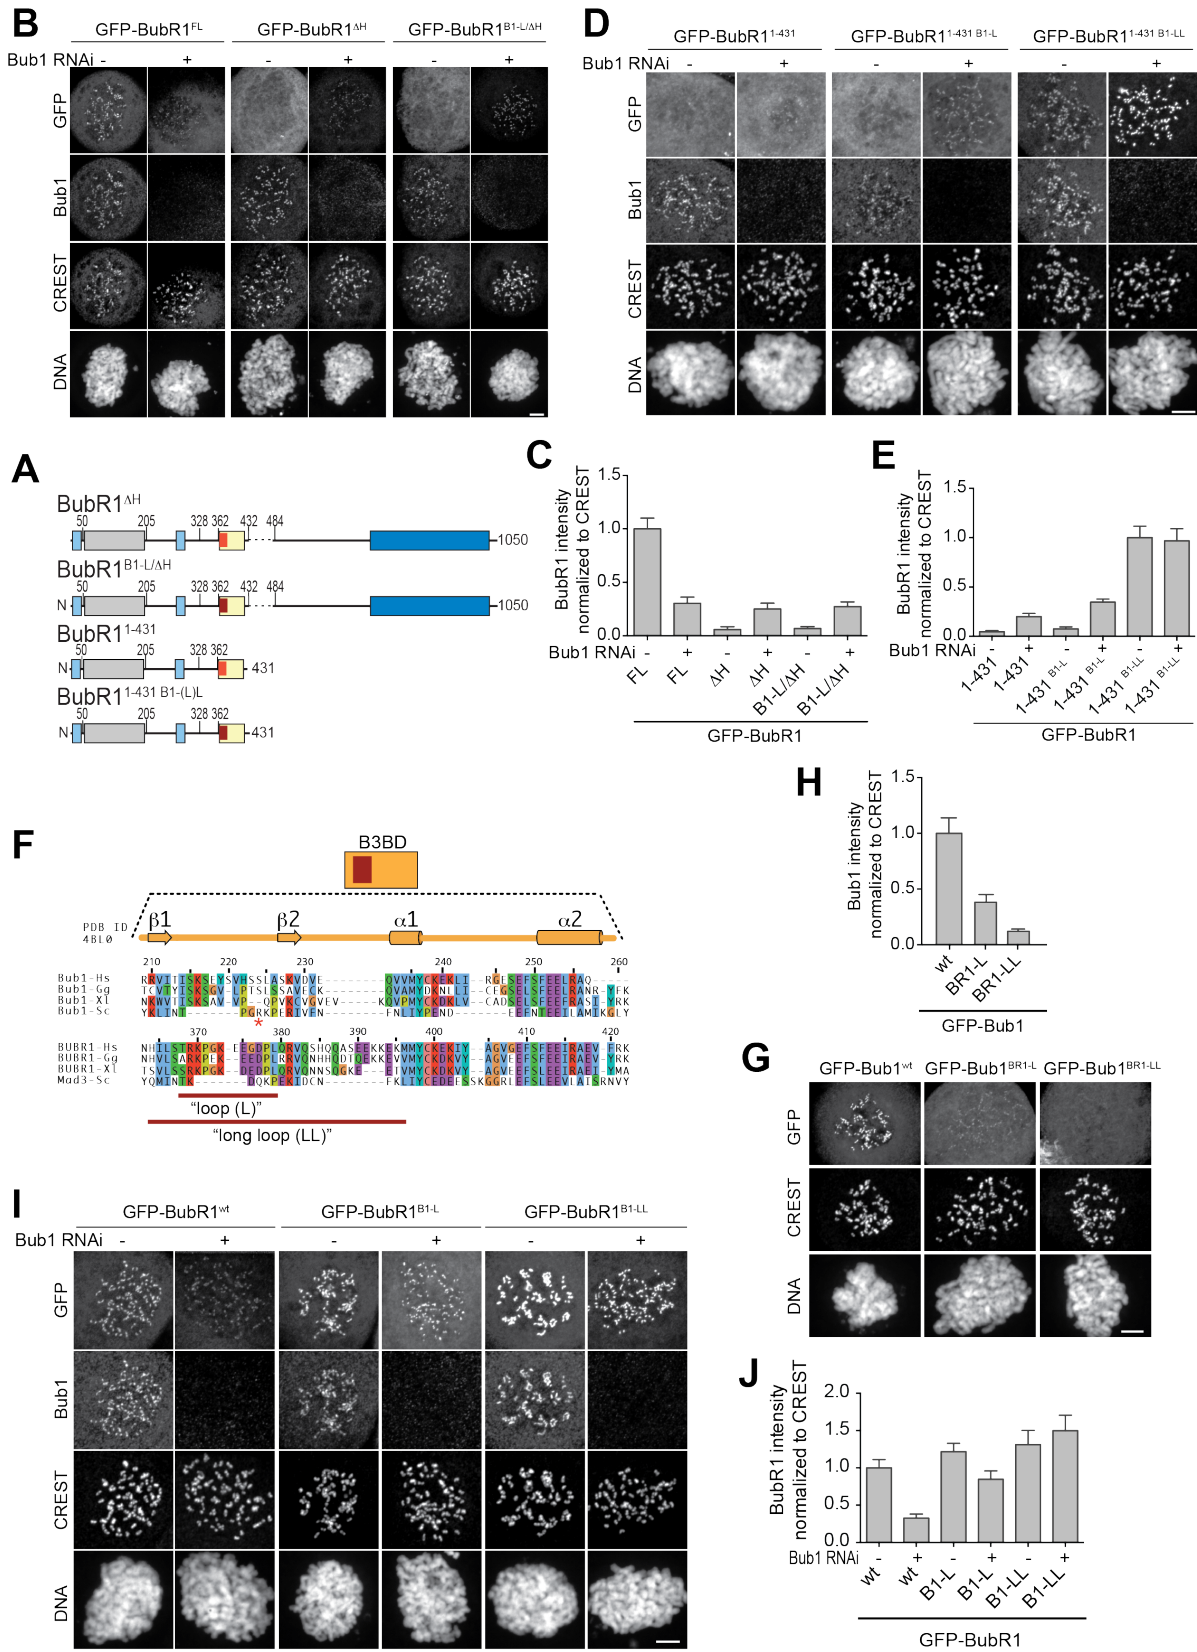 B
GFP-BubR1FL GFP-BubR1ΔH GFP-BubR1B1-L/ΔH
Bub1 RNAi - + - + - +
GFP
Bub1
CREST
DNA
D
GFP-BubR11-431 GFP-BubR11-431 B1-L GFP-BubR11-431 B1-LL
Bub1 RNAi - + - + - +
GFP
Bub1
CREST
DNA
A
BubR1ΔH
50 205 328 362 432 484
1050
BubR1B1-L/ΔH
50 205 328 362 432 484
N 1050
BubR11-431
50 205 328 362
N 431
BubR11-431 B1-(L)L
50 205 328 362
N 431
C
BubR1 intensity
normalized to CREST
1.5
1.0
0.5
0.0
Bub1 RNAi - + - + - +
FL FL ΔH ΔH B1-L/ΔH B1-L/ΔH
GFP-BubR1
E
BubR1 intensity
normalized to CREST
1.5
1.0
0.5
0.0
Bub1 RNAi - + - + - +
1-431 1-431 1-431 B1-L 1-431 B1-L 1-431 B1-LL 1-431 B1-LL
GFP-BubR1
H
Bub1 intensity
normalized to CREST
1.5
1.0
0.5
0.0
wt BR1-L BR1-LL
GFP-Bub1
F
B3BD
PDB ID
4BL0
β1 β2 α1 α2
210 220 230 240 250 260
Bub1-Hs RRVITISKSEYSVHSSLASKVDVE--------QVVMYCKEKLI--RGESEFSFEELRAQ
Bub1-Gg
Bub1-Xl
Bub1-Sc
*
370 380 390 400 410 420
BUBR1-Hs NHILSTRKPGK-EEGDPLQRVQSHQQASEEKKEKMMYCKEKIY--AGVGEFSFEEIRAEV-FRK
BUBR1-Gg
BUBR1-Xl
Mad3-Sc
“loop (L)”
“long loop (LL)”
G
GFP-Bub1wt GFP-Bub1BR1-L GFP-Bub1BR1-LL
GFP
CREST
DNA
I
GFP-BubR1wt GFP-BubR1B1-L GFP-BubR1B1-LL
Bub1 RNAi - + - + - +
GFP
Bub1
CREST
DNA
J
BubR1 intensity
normalized to CREST
2.0
1.5
1.0
0.5
0.0
Bub1 RNAi - + - + - +
wt wt B1-L B1-L B1-LL B1-LL
GFP-BubR1